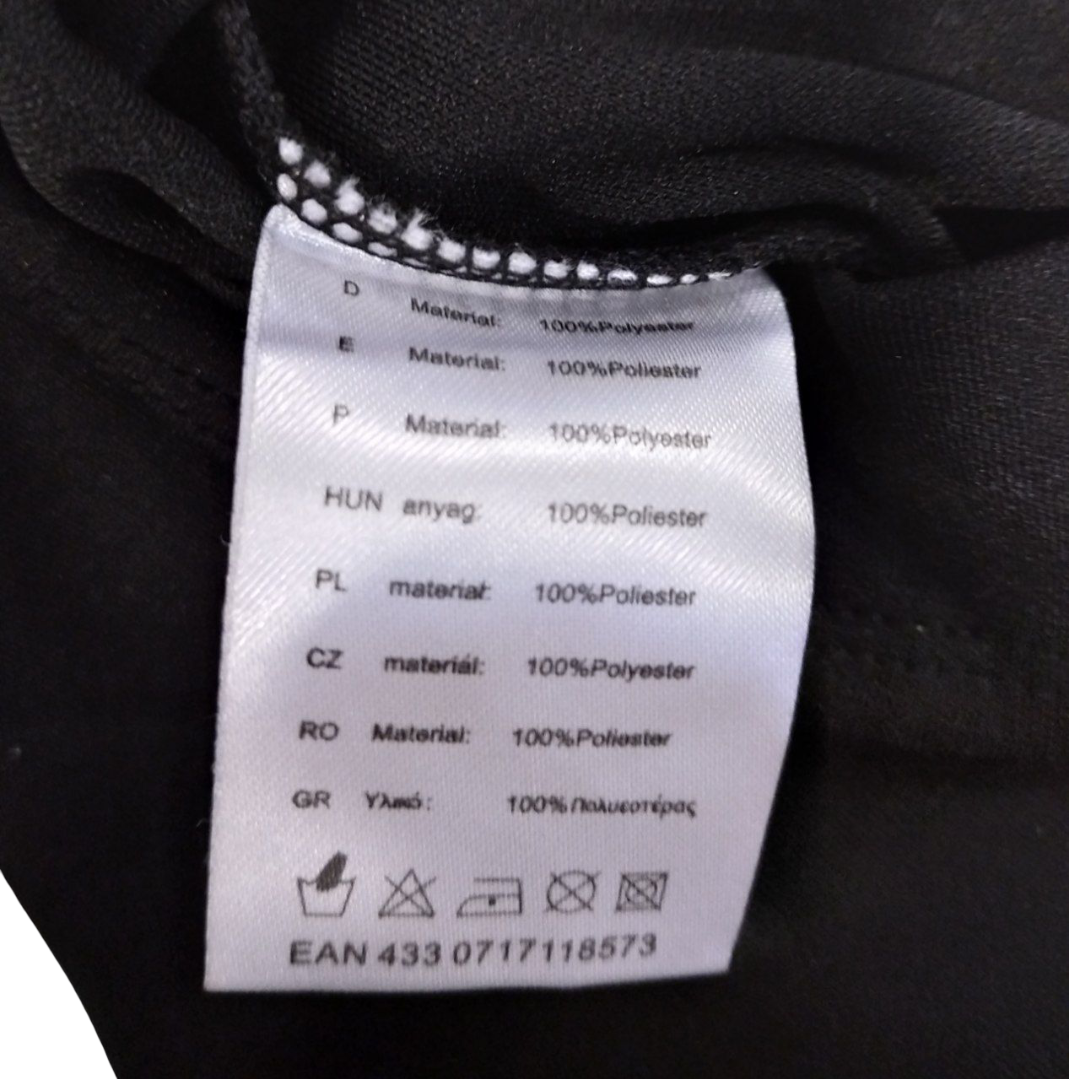 D Material: 100%Polyester
E Material: 100%Poliester
P Material: 100%Polyester
HUN anyag: 100%Poliester
PL materiał: 100%Poliester
CZ materiál: 100%Polyester
RO Material: 100%Poliester
GR Υλικό: 100%Πολυεστέρας
EAN 433 0717118573